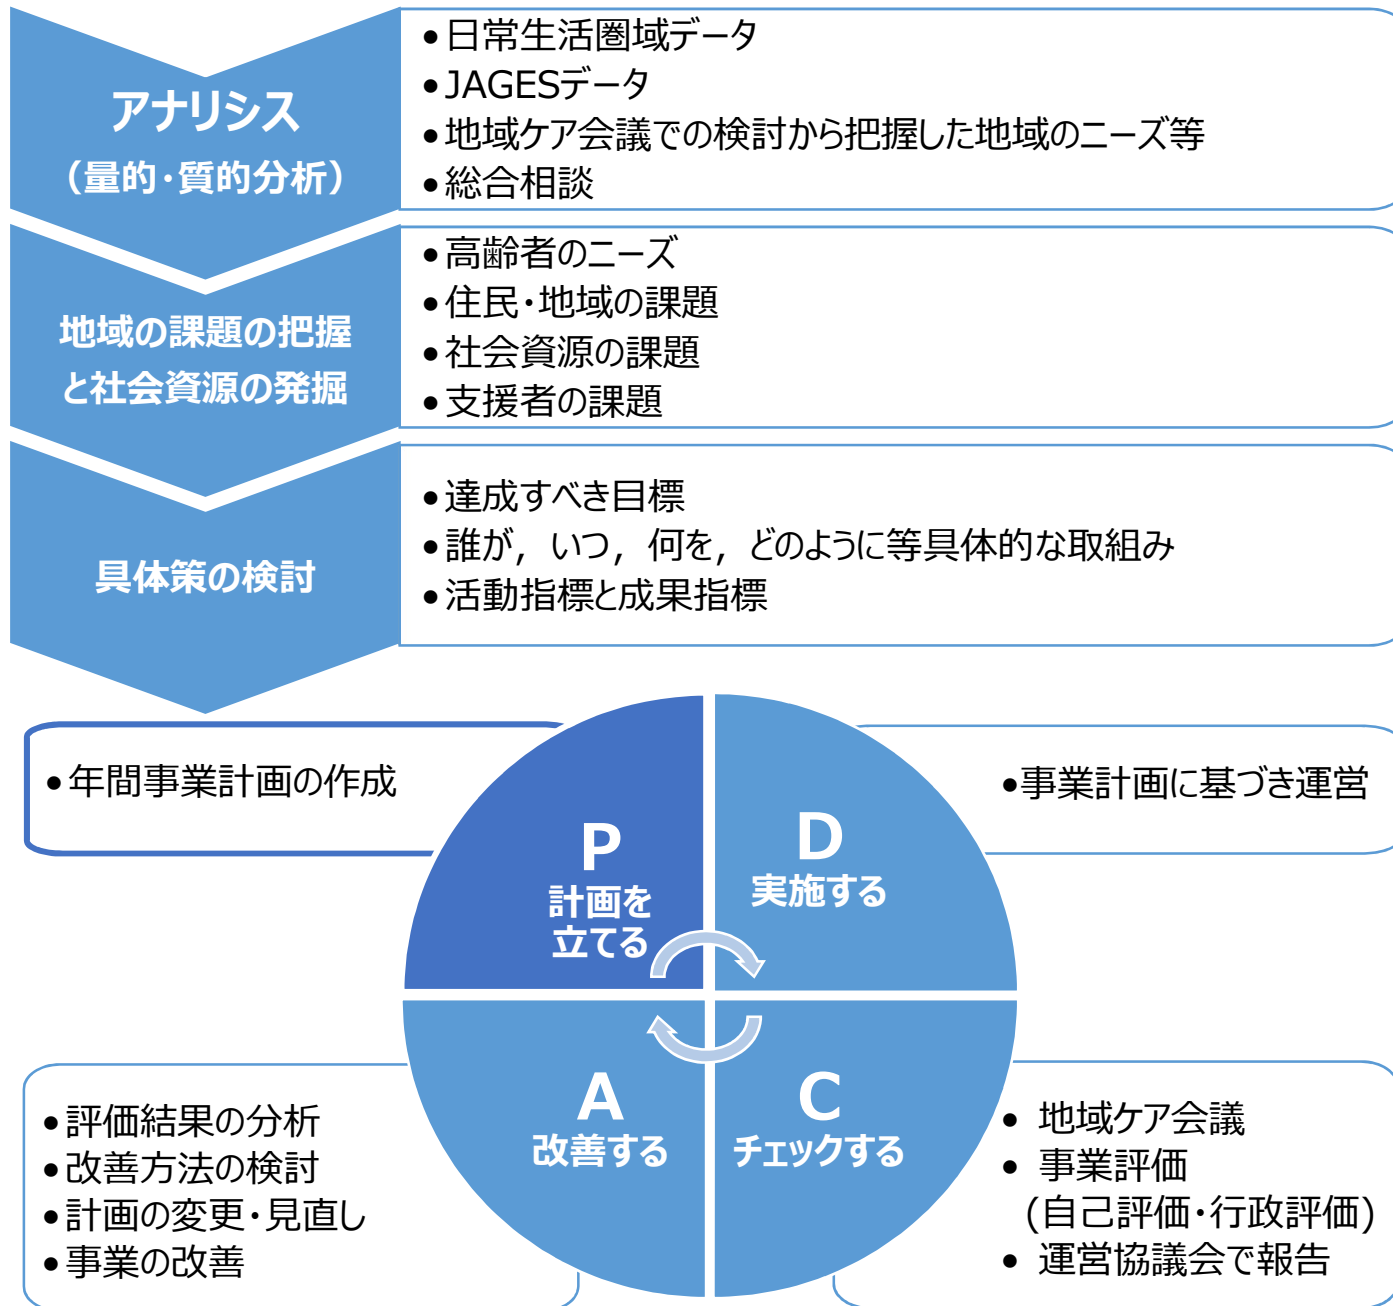 アナリシス
（量的・質的分析）
•日常生活圏域データ
•JAGESデータ
•地域ケア会議での検討から把握した地域のニーズ等
•総合相談
地域の課題の把握
と社会資源の発掘
•高齢者のニーズ
•住民・地域の課題
•社会資源の課題
•支援者の課題
具体策の検討
•達成すべき目標
•誰が，いつ，何を，どのように等具体的な取組み
•活動指標と成果指標
•年間事業計画の作成
P
計画を
立てる
D
実施する
•事業計画に基づき運営
•評価結果の分析
•改善方法の検討
•計画の変更・見直し
•事業の改善
A
改善する
C
チェックする
• 地域ケア会議
• 事業評価
(自己評価・行政評価)
• 運営協議会で報告